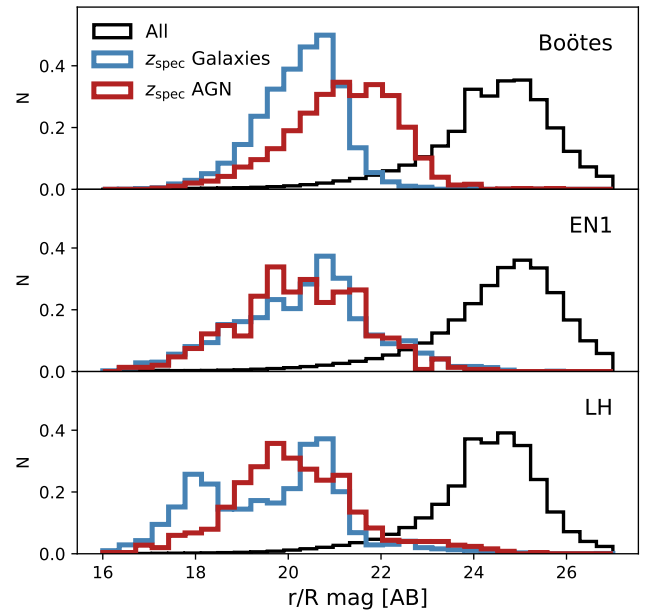 All
z_spec Galaxies
z_spec AGN
Boötes
N
0.4
0.2
0.0
EN1
N
0.4
0.2
0.0
LH
N
0.4
0.2
0.0
16 18 20 22 24 26
r/R mag [AB]